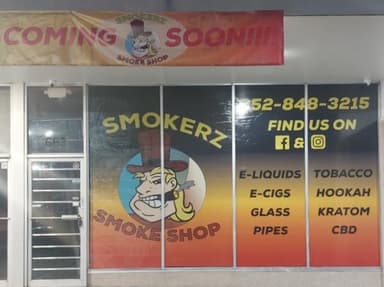 COMING SOON!!!
SMOKE SHOP
SMOKERZ
SMOKE SHOP
352-848-3215
FIND US ON
f &
E-LIQUIDS TOBACCO
E-CIGS HOOKAH
GLASS KRATOM
PIPES CBD